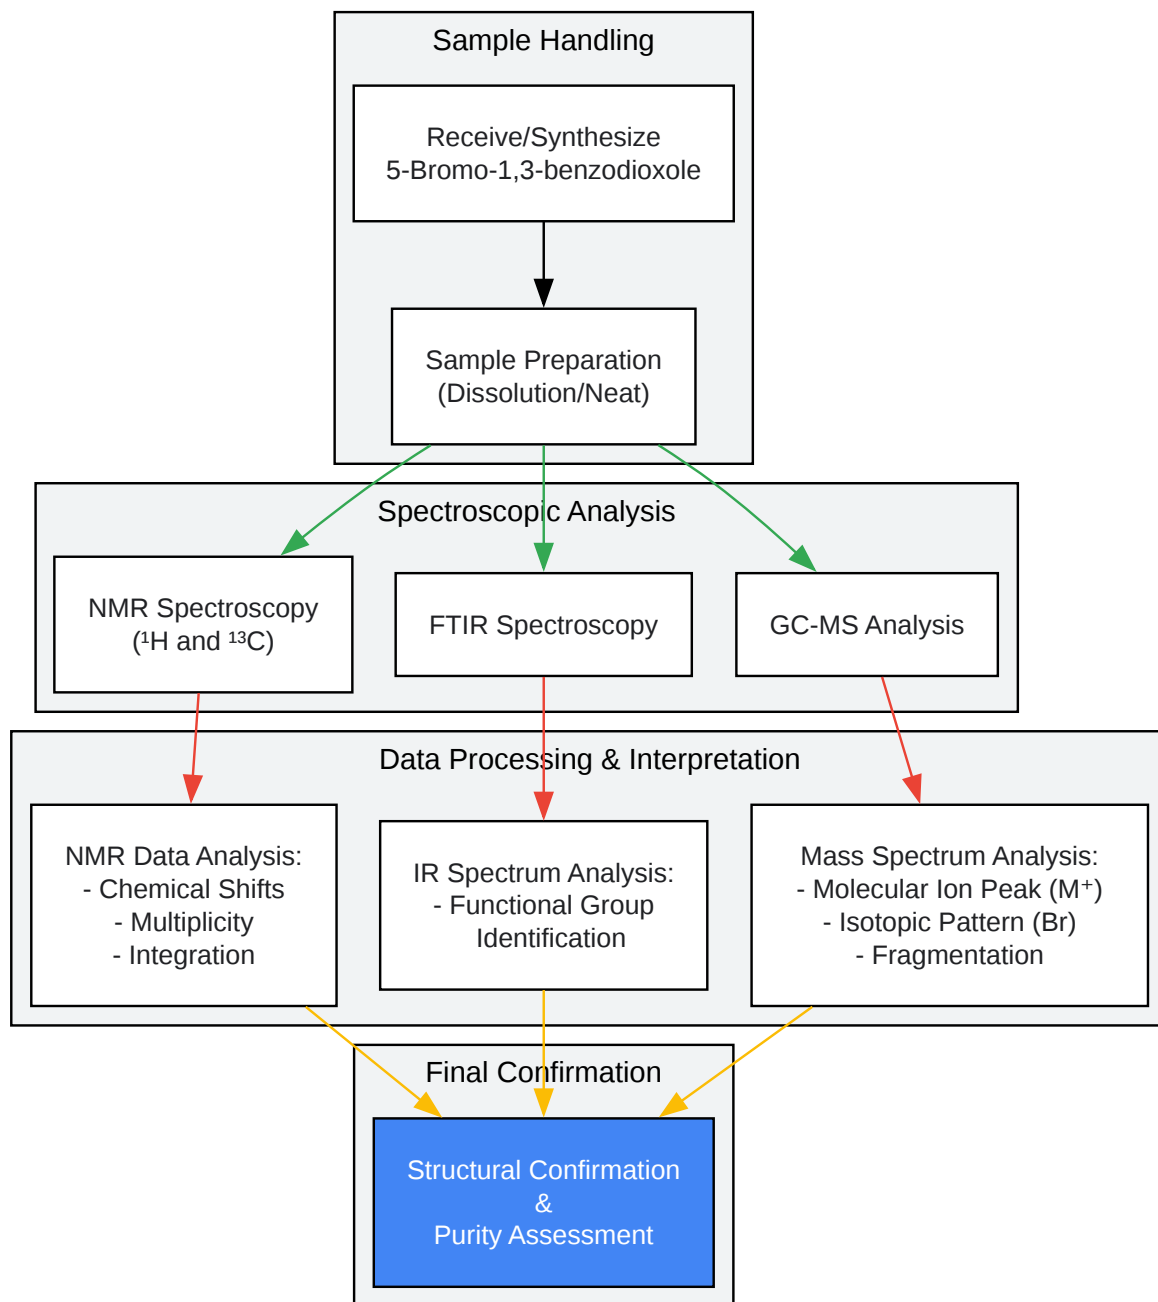 Sample Handling
Receive/Synthesize
5-Bromo-1,3-benzodioxole
Sample Preparation
(Dissolution/Neat)
Spectroscopic Analysis
NMR Spectroscopy
(¹H and ¹³C)
FTIR Spectroscopy
GC-MS Analysis
Data Processing & Interpretation
NMR Data Analysis:
- Chemical Shifts
- Multiplicity
- Integration
IR Spectrum Analysis:
- Functional Group
Identification
Mass Spectrum Analysis:
- Molecular Ion Peak (M⁺)
- Isotopic Pattern (Br)
- Fragmentation
Final Confirmation
Structural Confirmation
&
Purity Assessment